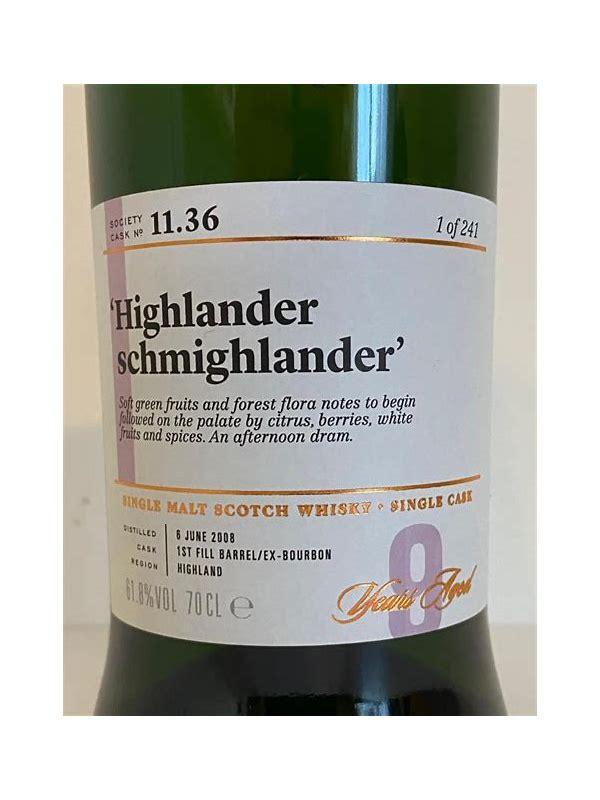 SOCIETY
CASK Nº 11.36
1 of 241
'Highlander
schmighlander'
Soft green fruits and forest flora notes to begin
followed on the palate by citrus, berries, white
fruits and spices. An afternoon dram.
SINGLE MALT SCOTCH WHISKY • SINGLE CASK
DISTILLED 6 JUNE 2008
CASK 1ST FILL BARREL/EX-BOURBON
REGION HIGHLAND
61.8%VOL 70CL ℮
9
Years Aged